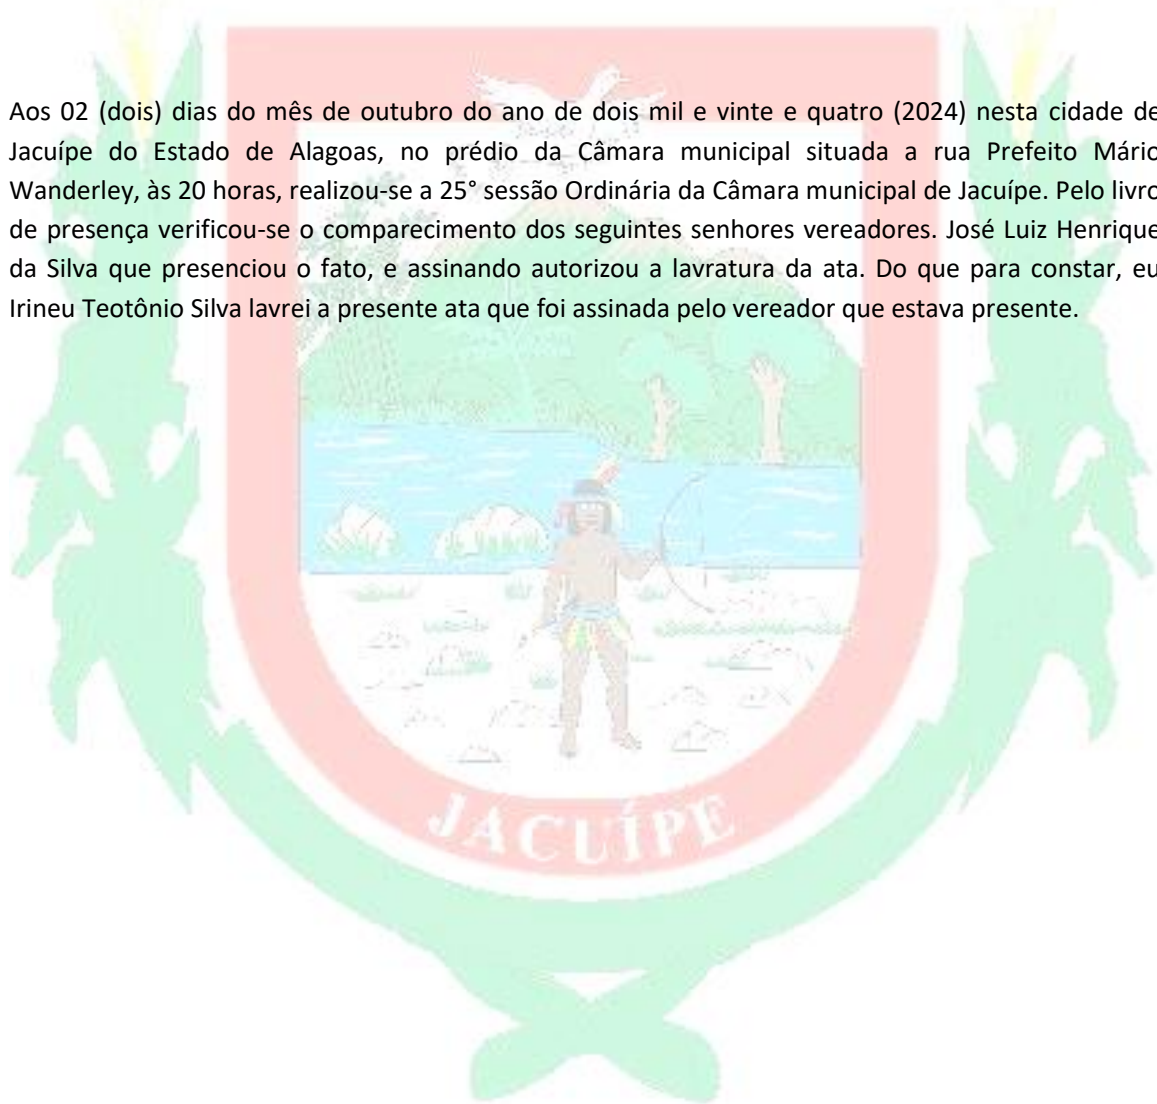 Aos 02 (dois) dias do mês de outubro do ano de dois mil e vinte e quatro (2024) nesta cidade de
Jacuípe do Estado de Alagoas, no prédio da Câmara municipal situada a rua Prefeito Mário
Wanderley, às 20 horas, realizou-se a 25° sessão Ordinária da Câmara municipal de Jacuípe. Pelo livro
de presença verificou-se o comparecimento dos seguintes senhores vereadores. José Luiz Henrique
da Silva que presenciou o fato, e assinando autorizou a lavratura da ata. Do que para constar, eu
Irineu Teotônio Silva lavrei a presente ata que foi assinada pelo vereador que estava presente.
JACUÍPE